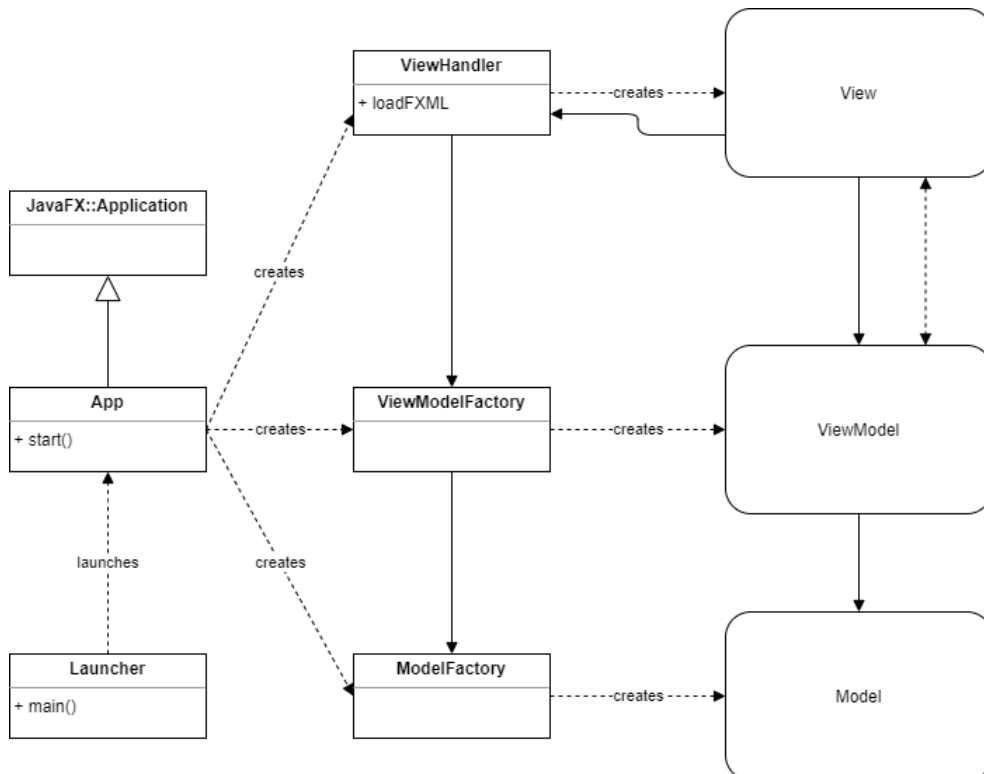 ViewHandler
+ loadFXML
creates
View
JavaFX::Application
creates
App
+ start()
creates
ViewModelFactory
creates
ViewModel
launches
creates
Launcher
+ main()
ModelFactory
creates
Model